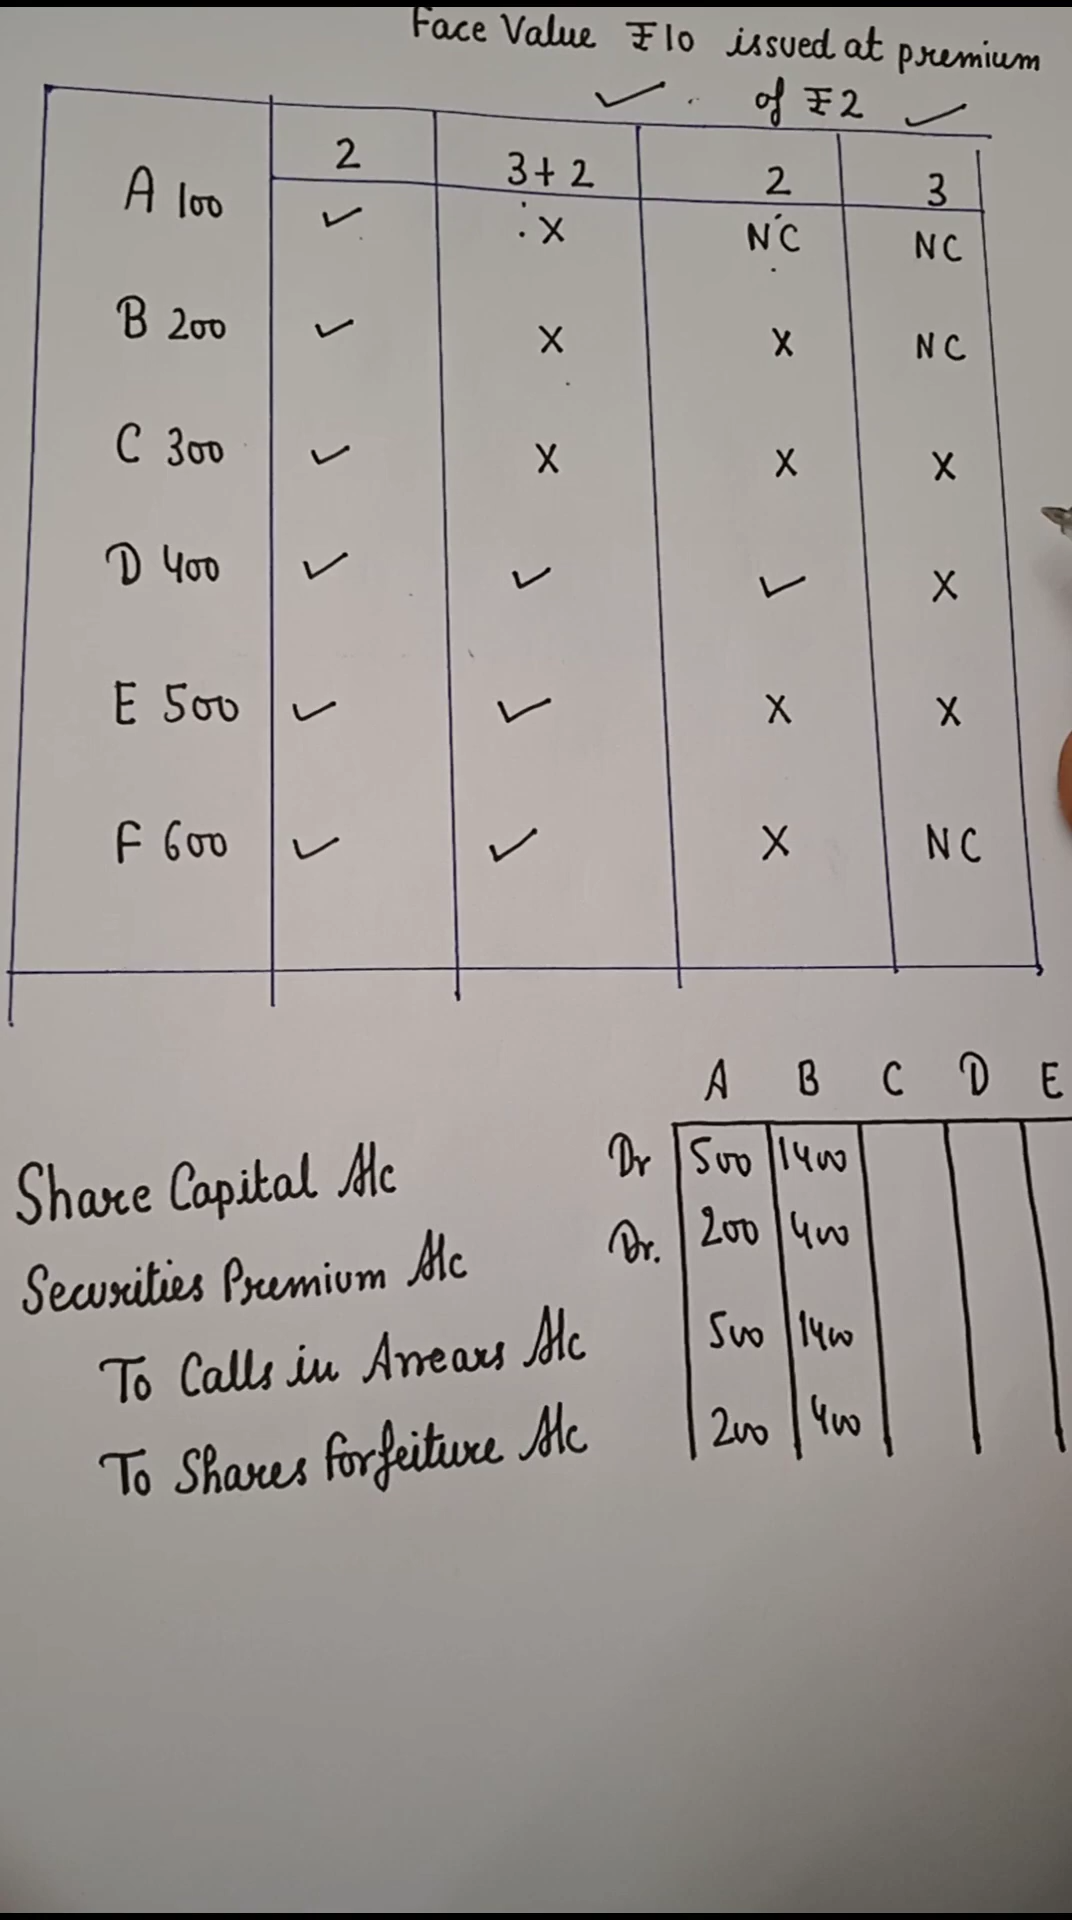 Face Value ₹10 issued at premium
of ₹2
2 3+2 2 3
A 100 ✓ X NC NC
B 200 ✓ X X NC
C 300 ✓ X X X
D 400 ✓ ✓ ✓ X
E 500 ✓ ✓ X X
F 600 ✓ ✓ X NC
A B C D E
Share Capital A/c Dr 500 1400
Securities Premium A/c Dr. 200 400
To Calls in Arrears A/c 500 1400
To Shares Forfeiture A/c 200 400